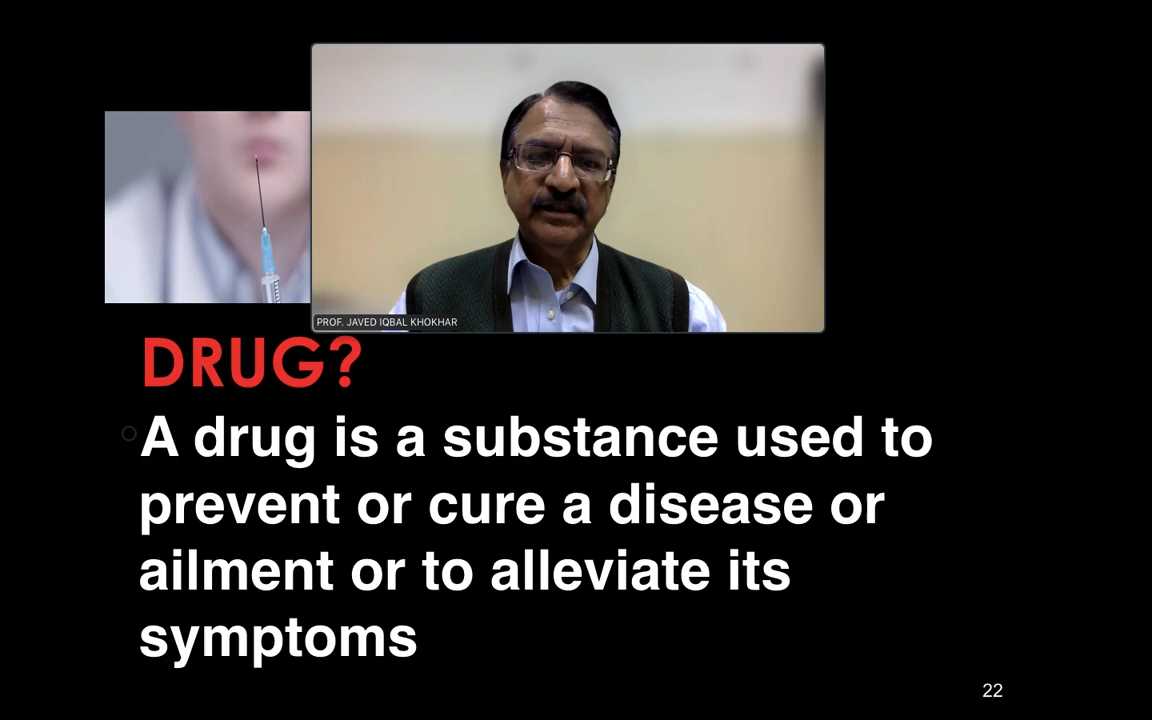 PROF. JAVED IQBAL KHOKHAR
DRUG?
A drug is a substance used to
prevent or cure a disease or
ailment or to alleviate its
symptoms
22